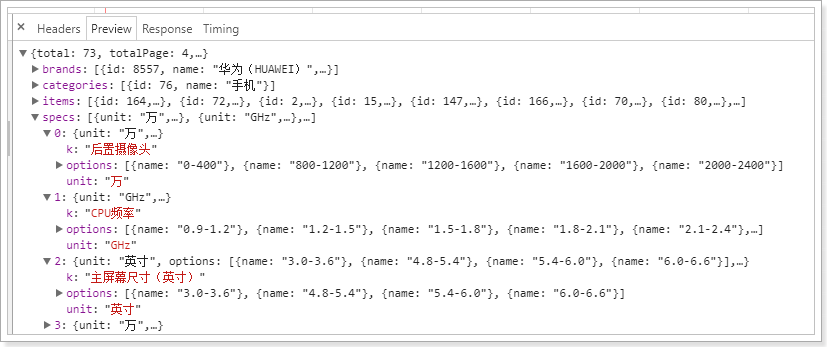 × Headers Preview Response Timing
▼{total: 73, totalPage: 4,…}
▶brands: [{id: 8557, name: "华为（HUAWEI）",…}]
▶categories: [{id: 76, name: "手机"}]
▶items: [{id: 164,…}, {id: 72,…}, {id: 2,…}, {id: 15,…}, {id: 147,…}, {id: 166,…}, {id: 70,…}, {id: 80,…},…]
▼specs: [{unit: "万",…}, {unit: "GHz",…},…]
▼0: {unit: "万",…}
k: "后置摄像头"
▶options: [{name: "0-400"}, {name: "800-1200"}, {name: "1200-1600"}, {name: "1600-2000"}, {name: "2000-2400"}]
unit: "万"
▼1: {unit: "GHz",…}
k: "CPU频率"
▶options: [{name: "0.9-1.2"}, {name: "1.2-1.5"}, {name: "1.5-1.8"}, {name: "1.8-2.1"}, {name: "2.1-2.4"},…]
unit: "GHz"
▼2: {unit: "英寸", options: [{name: "3.0-3.6"}, {name: "4.8-5.4"}, {name: "5.4-6.0"}, {name: "6.0-6.6"}],…}
k: "主屏幕尺寸（英寸）"
▶options: [{name: "3.0-3.6"}, {name: "4.8-5.4"}, {name: "5.4-6.0"}, {name: "6.0-6.6"}]
unit: "英寸"
▶3: {unit: "万",…}